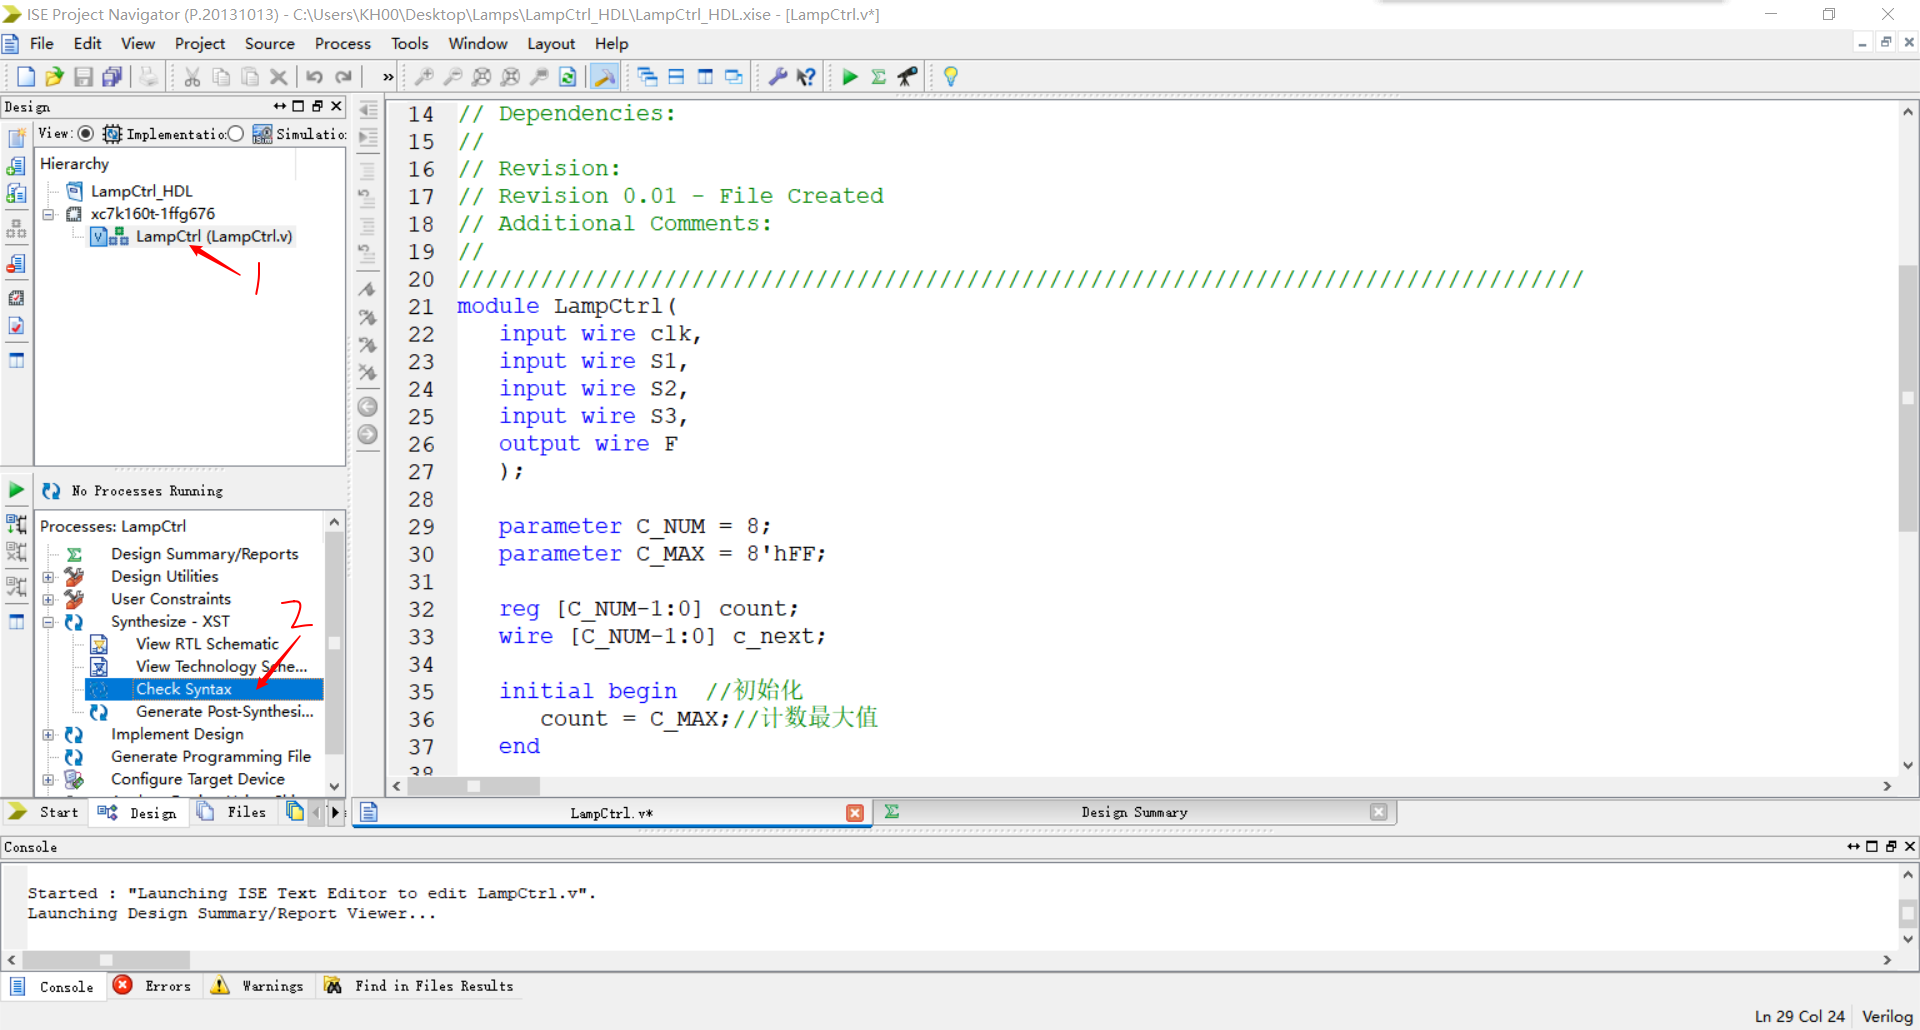 ISE Project Navigator (P.20131013) - C:\Users\KH00\Desktop\Lamps\LampCtrl_HDL\LampCtrl_HDL.xise - [LampCtrl.v*]
File Edit View Project Source Process Tools Window Layout Help
»
Design
View: Implementatio Simulatio
Hierarchy
LampCtrl_HDL
xc7k160t-1ffg676
LampCtrl (LampCtrl.v)
1
No Processes Running
Processes: LampCtrl
Design Summary/Reports
Design Utilities
User Constraints
Synthesize - XST
2
View RTL Schematic
View Technology Sche...
Check Syntax
Generate Post-Synthesi...
Implement Design
Generate Programming File
Configure Target Device
Start Design Files
14 // Dependencies:
15 //
16 // Revision:
17 // Revision 0.01 - File Created
18 // Additional Comments:
19 //
20 //////////////////////////////////////////////////////////////////////////////////
21 module LampCtrl(
22 input wire clk,
23 input wire S1,
24 input wire S2,
25 input wire S3,
26 output wire F
27 );
28
29 parameter C_NUM = 8;
30 parameter C_MAX = 8'hFF;
31
32 reg [C_NUM-1:0] count;
33 wire [C_NUM-1:0] c_next;
34
35 initial begin //初始化
36 count = C_MAX;//计数最大值
37 end
38
LampCtrl.v* Design Summary
Console
Started : "Launching ISE Text Editor to edit LampCtrl.v".
Launching Design Summary/Report Viewer...
Console Errors Warnings Find in Files Results
Ln 29 Col 24 Verilog